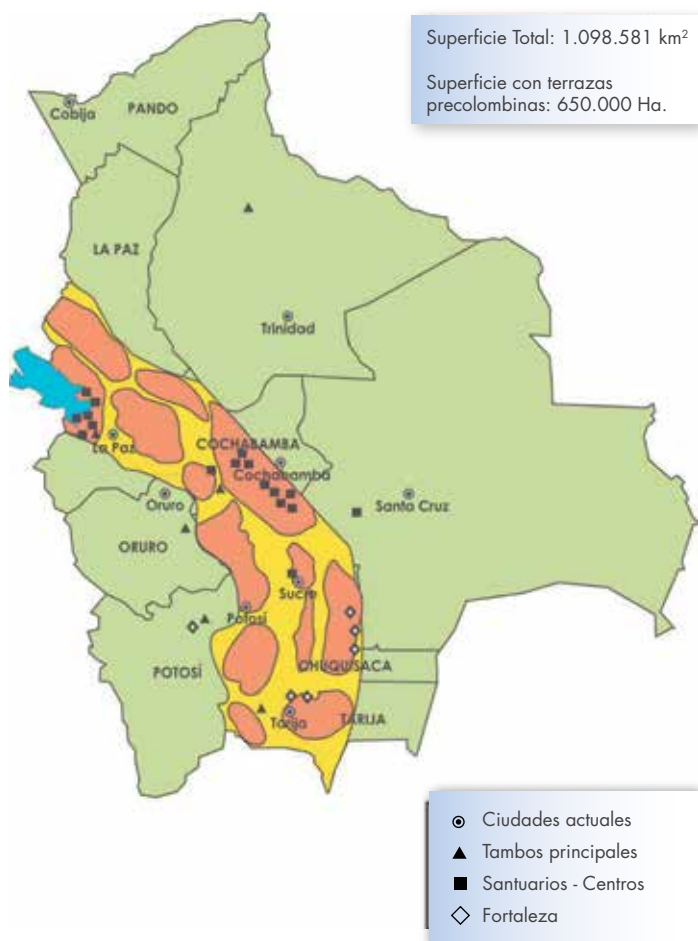 Superficie Total: 1.098.581 km²
Superficie con terrazas
precolombinas: 650.000 Ha.
Cobija
PANDO
LA PAZ
Trinidad
La Paz
COCHABAMBA
Cochabamba
Oruro
Santa Cruz
ORURO
Sucre
Potosí
POTOSÍ
CHUQUISACA
Tarija
TARIJA
Ciudades actuales
Tambos principales
Santuarios - Centros
Fortaleza